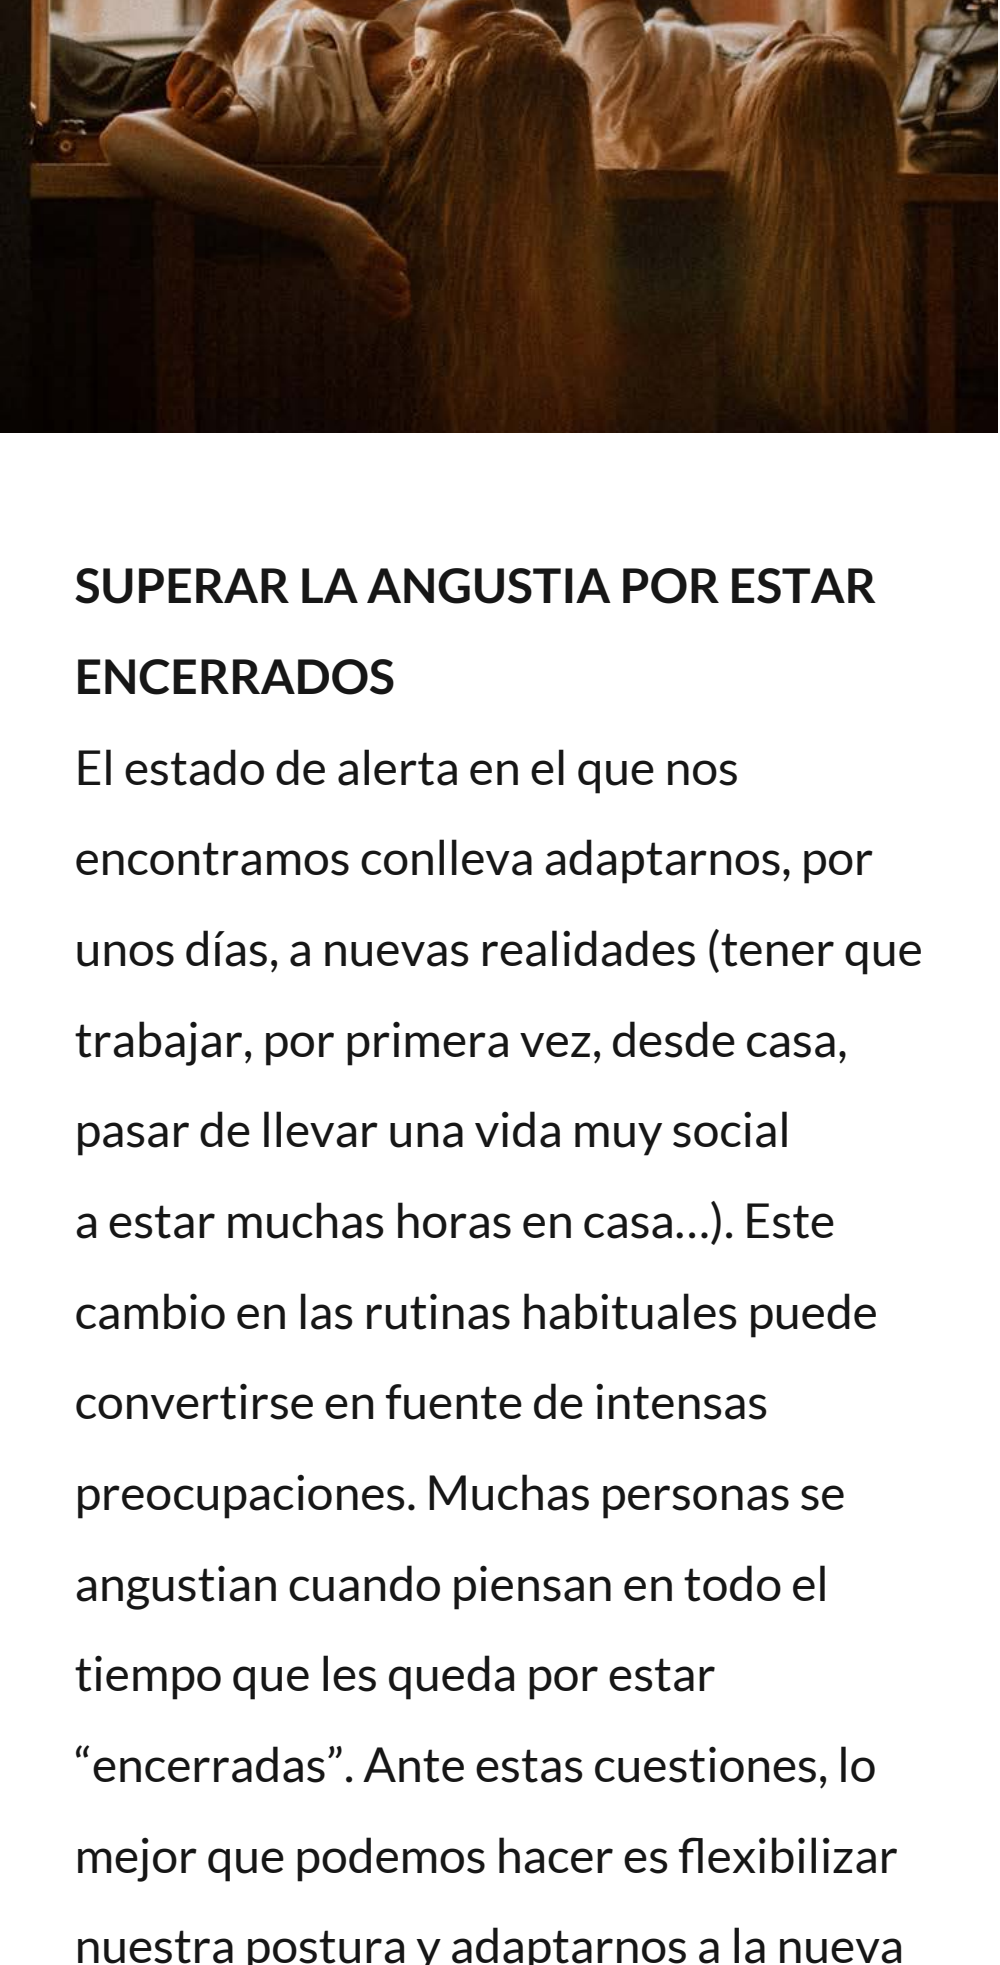 SUPERAR LA ANGUSTIA POR ESTAR
ENCERRADOS
El estado de alerta en el que nos
encontramos conlleva adaptarnos, por
unos días, a nuevas realidades (tener que
trabajar, por primera vez, desde casa,
pasar de llevar una vida muy social
a estar muchas horas en casa…). Este
cambio en las rutinas habituales puede
convertirse en fuente de intensas
preocupaciones. Muchas personas se
angustian cuando piensan en todo el
tiempo que les queda por estar
“encerradas”. Ante estas cuestiones, lo
mejor que podemos hacer es flexibilizar
nuestra postura y adaptarnos a la nueva